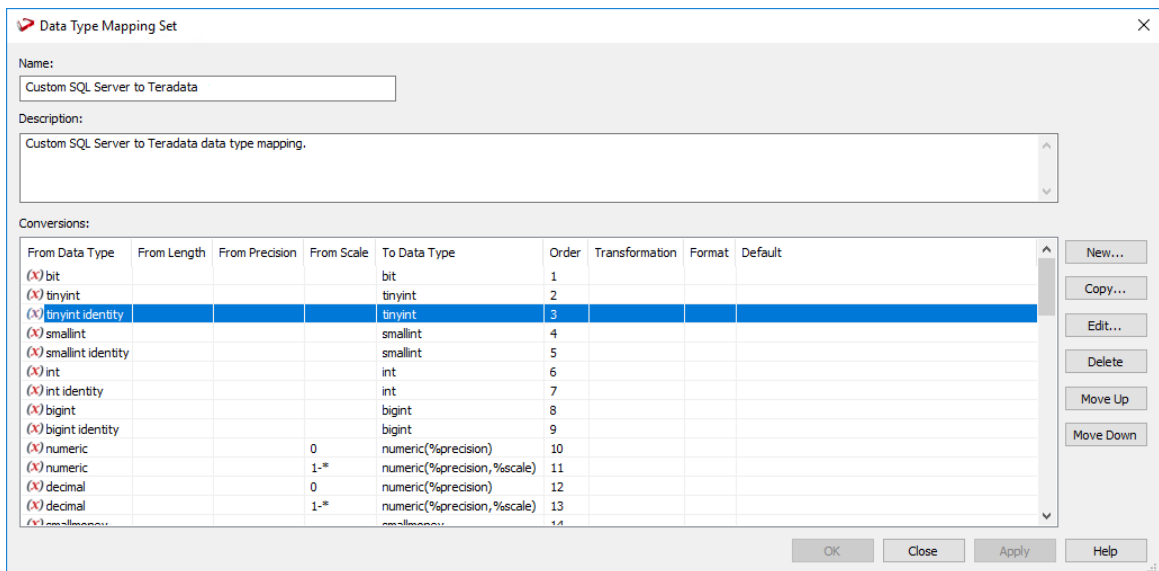 Data Type Mapping Set
Name:
Custom SQL Server to Teradata
Description:
Custom SQL Server to Teradata data type mapping.
Conversions:
From Data Type From Length From Precision From Scale To Data Type Order Transformation Format Default
(x) bit bit 1
(x) tinyint tinyint 2
(x) tinyint identity tinyint 3
(x) smallint smallint 4
(x) smallint identity smallint 5
(x) int int 6
(x) int identity int 7
(x) bigint bigint 8
(x) bigint identity bigint 9
(x) numeric 0 numeric(%precision) 10
(x) numeric 1-* numeric(%precision,%scale) 11
(x) decimal 0 numeric(%precision) 12
(x) decimal 1-* numeric(%precision,%scale) 13
(x) smallmoney smallmoney 14
New...
Copy...
Edit...
Delete
Move Up
Move Down
OK Close Apply Help